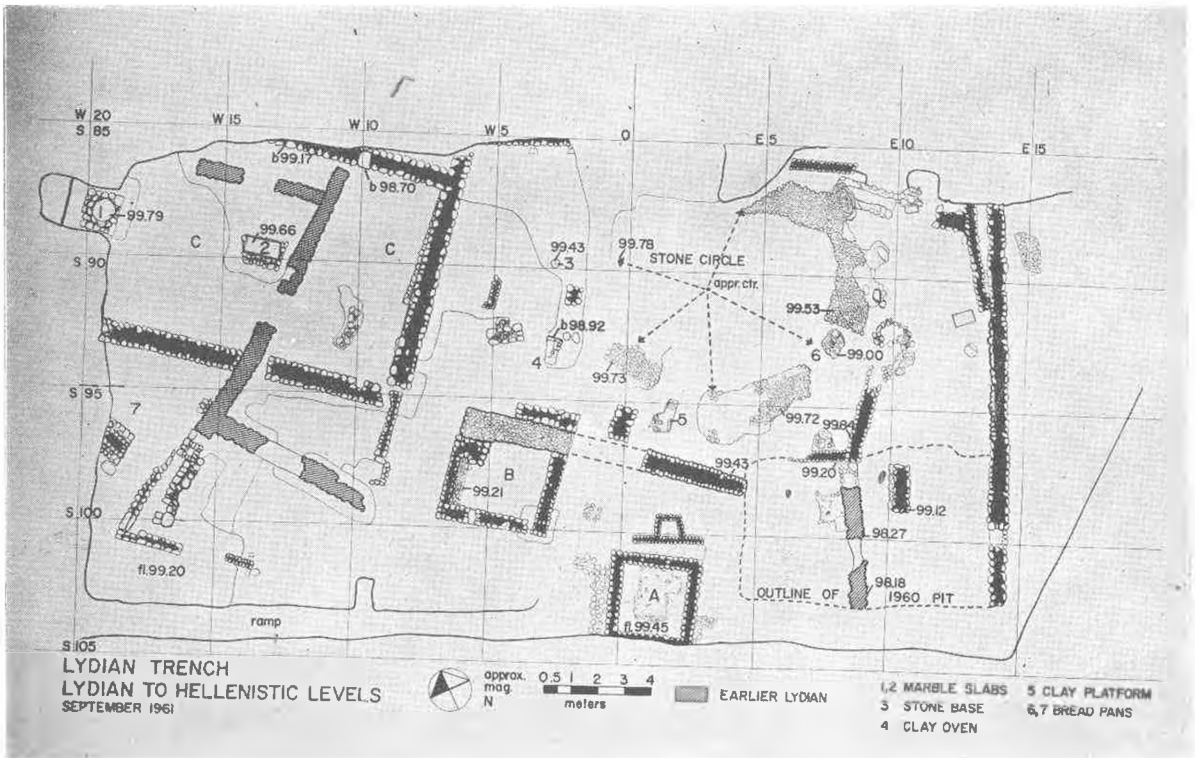 W 20
S 85
W 15
W 10
W 5
0
E 5
E 10
E 15
b99.17
b 98.70
1
99.79
C
99.66
2
C
99.43
3
99.78
STONE CIRCLE
S 90
appr.ctr.
99.53
b98.92
4
6
99.00
99.73
S 95
7
5
99.72
99.84
99.43
99.20
B
99.21
S 100
99.12
98.27
fl.99.20
A
98.18
OUTLINE OF 1960 PIT
fl.99.45
ramp
S 105
LYDIAN TRENCH
LYDIAN TO HELLENISTIC LEVELS
SEPTEMBER 1961
approx.
mag.
N
0.5 1 2 3 4
meters
EARLIER LYDIAN
1,2 MARBLE SLABS
3 STONE BASE
4 CLAY OVEN
5 CLAY PLATFORM
6,7 BREAD PANS